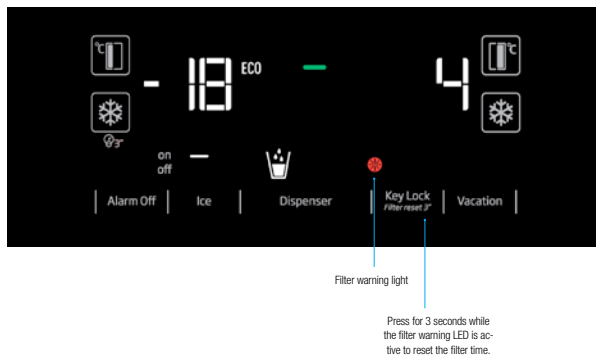 °C
°C
-18 ECO
4
3"
on
off
Alarm Off
Ice
Dispenser
Key Lock
Filter reset 3"
Vacation
Filter warning light
Press for 3 seconds while
the filter warning LED is ac-
tive to reset the filter time.